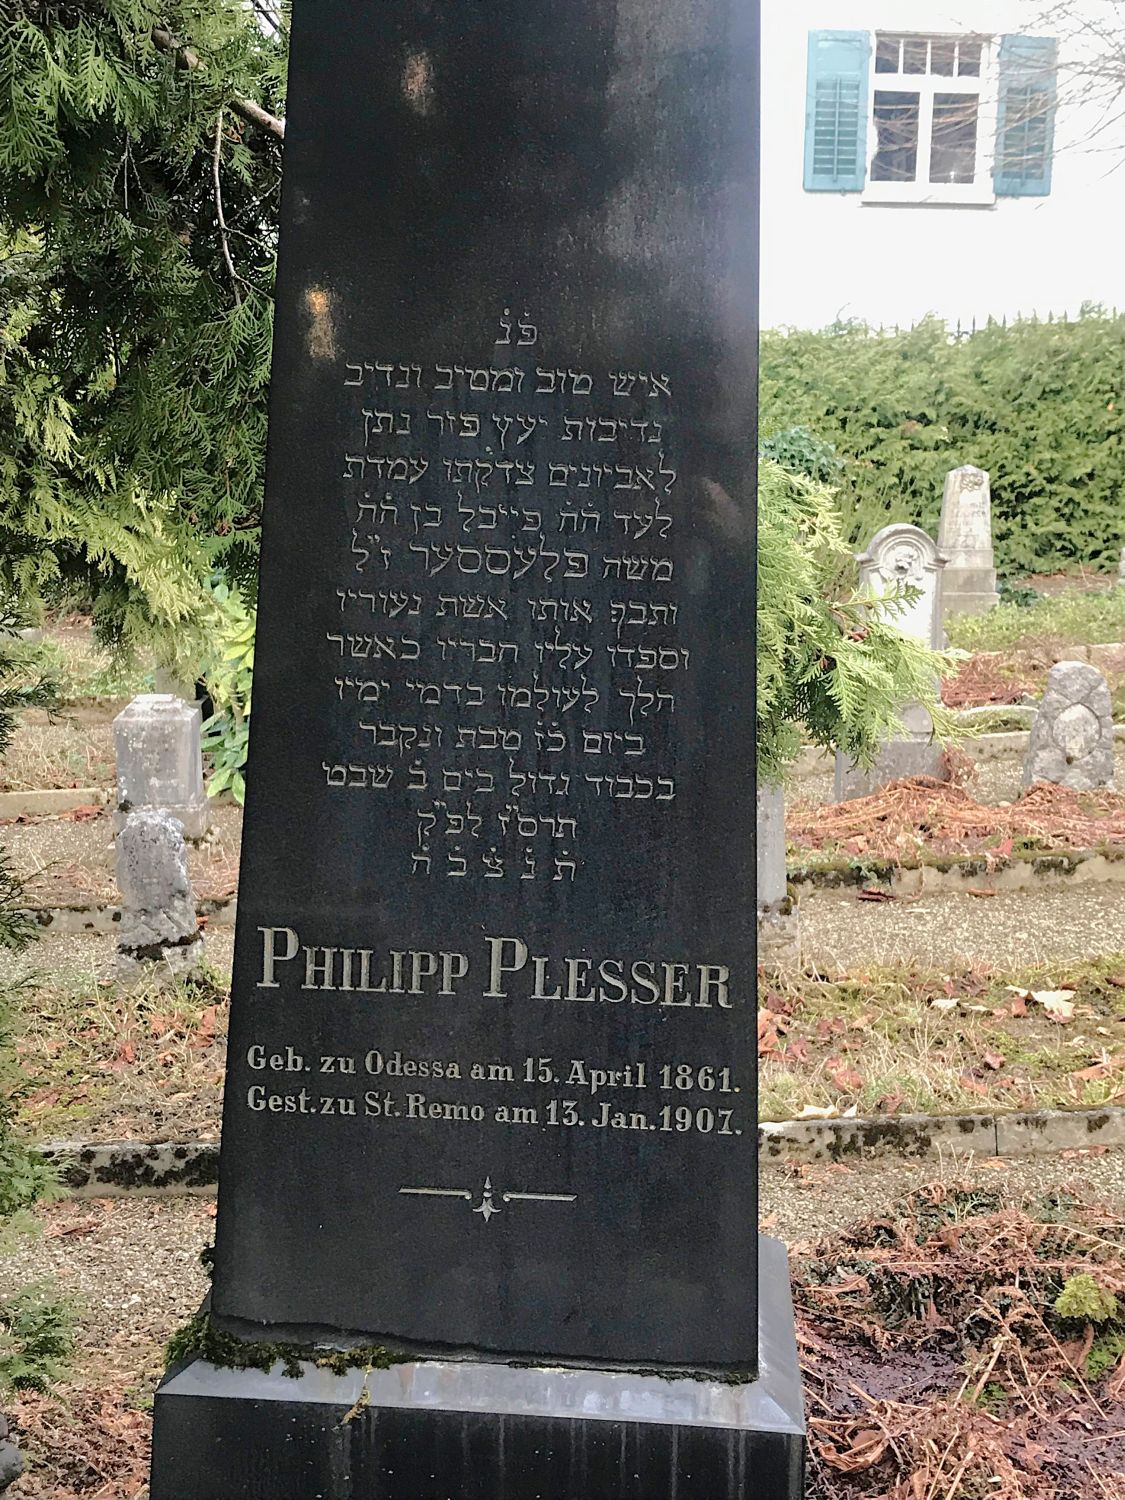 פ̇נ̇
איש טוב ומטיב ונדיב
נדיבות יעץ פזר נתן
לאביונים צדקתו עמדת
לעד ה̇ח̇ פייבל בן ה̇ח̇
משה פלעססער ז״ל
ותבך אותו אשת נעוריו
וספדו עליו חבריו כאשר
הלך לעולמו בדמי ימיו
ביום כ̇ז̇ טבת ונקבר
בכבוד גדול בים ב̇ שבט
תרס״ז לפ״ק
ת̇ נ̇ צ̇ ב̇ ה̇
PHILIPP PLESSER
Geb. zu Odessa am 15. April 1861.
Gest. zu St. Remo am 13. Jan. 1907.